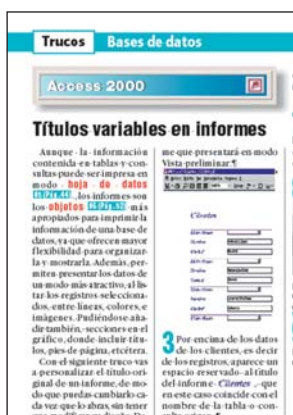 Trucos Bases de datos
Access 2000
Títulos variables en informes
Aunque la información
contenida en tablas y con-
sultas puede ser impresa en
modo hoja de datos
los informes son
los objetos más
apropiados para imprimir la
información de una base de
datos, ya que ofrecen mayor
flexibilidad para organizar-
la y mostrarla. Además, per-
miten presentar los datos de
un modo más atractivo, al lis-
tar los registros selecciona-
dos, entre líneas, colores, e
imágenes. Pudiéndose aña-
dir también, secciones en el
gráfico, donde incluir títu-
los, pies de página, etcétera.
Con el siguiente truco vas
a personalizar el título ori-
ginal de un informe, de mo-
do que puedas cambiarlo ca-
da vez que lo abras, sin tener
me que presentará en modo
Vista preliminar.¶
Clientes
3 Por encima de los datos
de los clientes, es decir
de los registros, aparece un
espacio reservado al título
del informe Clientes, que
en este caso coincide con el
nombre de la tabla o con-